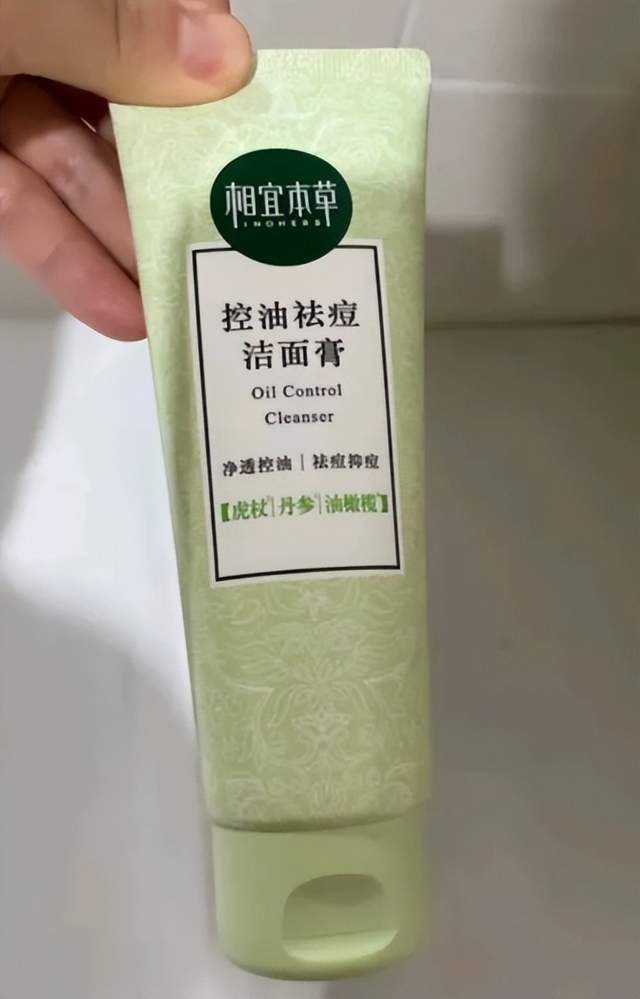 相宜本草
INOHERB
控油祛痘
洁面膏
Oil Control
Cleanser
净透控油 | 祛痘抑痘
【虎杖|丹参|油橄榄】